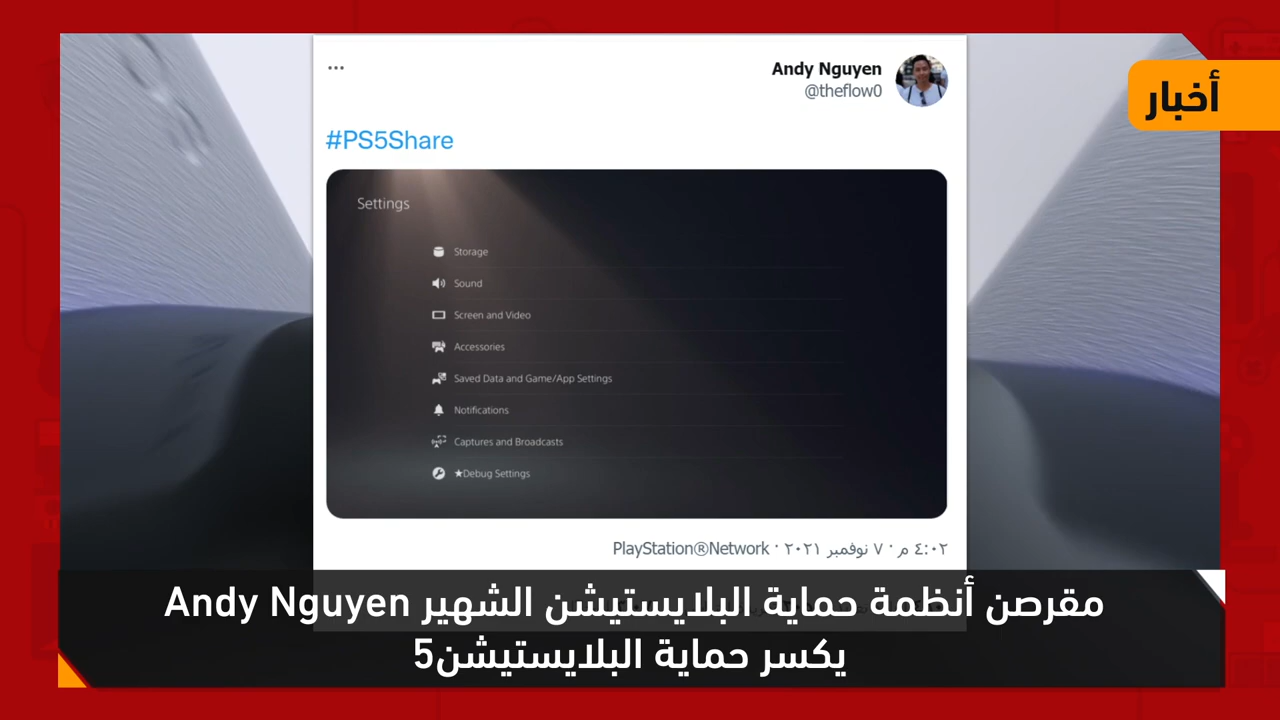 أخبار
Andy Nguyen
@theflow0
#PS5Share
Settings
Storage
Sound
Screen and Video
Accessories
Saved Data and Game/App Settings
Notifications
Captures and Broadcasts
★Debug Settings
٤:٠٢ م · ٧ نوفمبر ٢٠٢١ · PlayStation®Network
مقرصن أنظمة حماية البلايستيشن الشهير Andy Nguyen
يكسر حماية البلايستيشن5